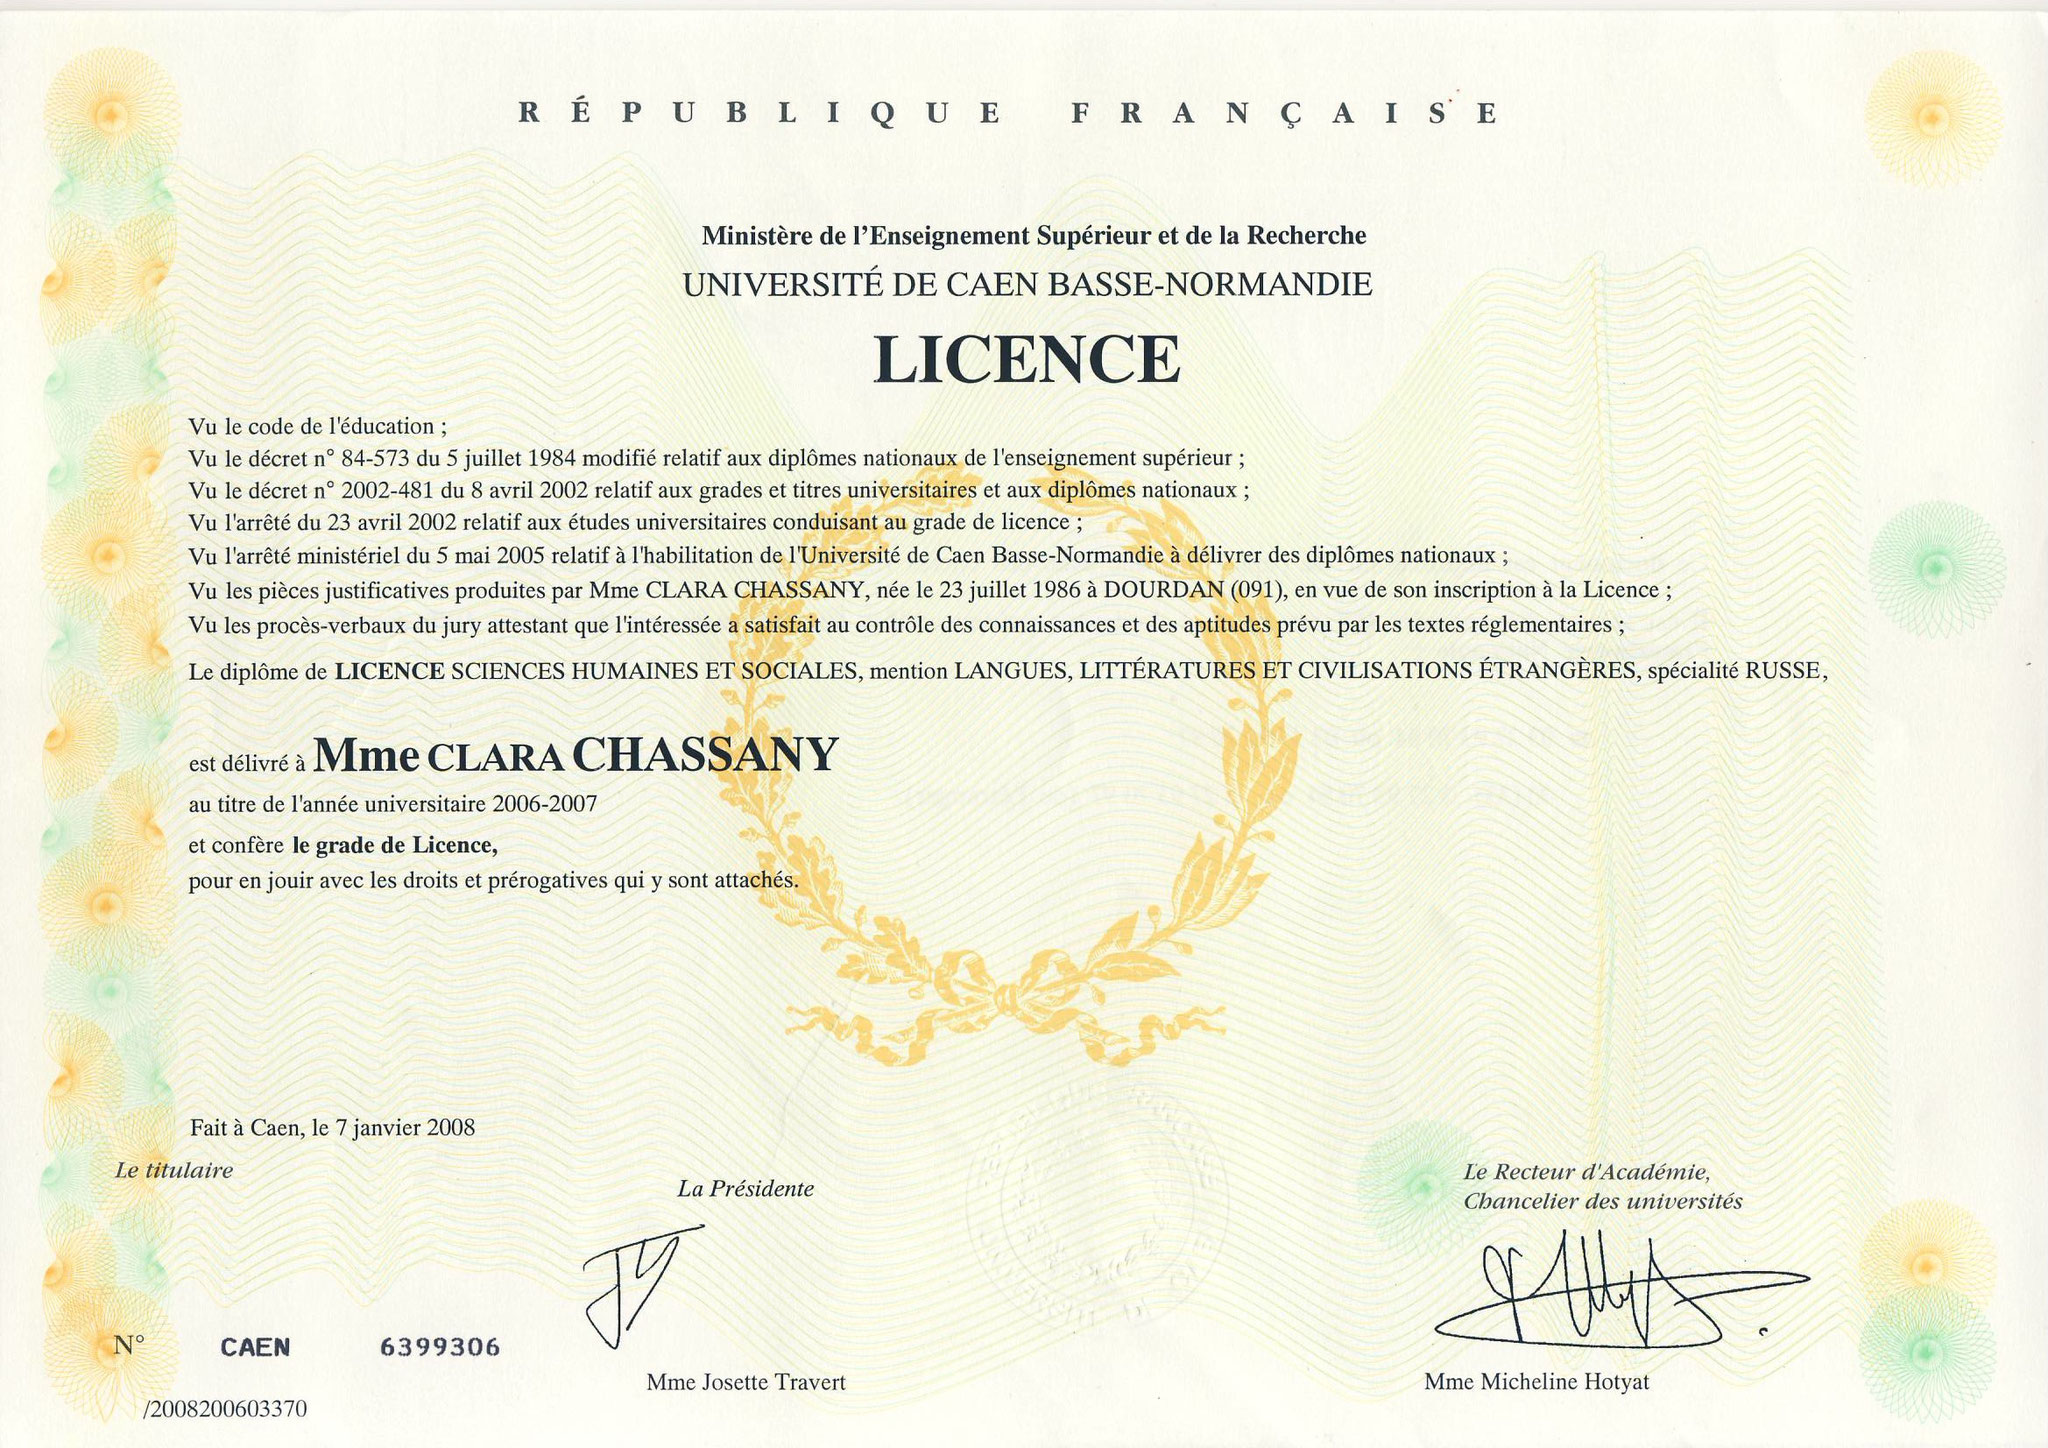 RÉPUBLIQUE FRANÇAISE
Ministère de l'Enseignement Supérieur et de la Recherche
UNIVERSITÉ DE CAEN BASSE-NORMANDIE
LICENCE
Vu le code de l'éducation ;
Vu le décret n° 84-573 du 5 juillet 1984 modifié relatif aux diplômes nationaux de l'enseignement supérieur ;
Vu le décret n° 2002-481 du 8 avril 2002 relatif aux grades et titres universitaires et aux diplômes nationaux ;
Vu l'arrêté du 23 avril 2002 relatif aux études universitaires conduisant au grade de licence ;
Vu l'arrêté ministériel du 5 mai 2005 relatif à l'habilitation de l'Université de Caen Basse-Normandie à délivrer des diplômes nationaux ;
Vu les pièces justificatives produites par Mme CLARA CHASSANY, née le 23 juillet 1986 à DOURDAN (091), en vue de son inscription à la Licence ;
Vu les procès-verbaux du jury attestant que l'intéressée a satisfait au contrôle des connaissances et des aptitudes prévu par les textes réglementaires ;
Le diplôme de LICENCE SCIENCES HUMAINES ET SOCIALES, mention LANGUES, LITTÉRATURES ET CIVILISATIONS ÉTRANGÈRES, spécialité RUSSE,
est délivré à Mme CLARA CHASSANY
au titre de l'année universitaire 2006-2007
et confère le grade de Licence,
pour en jouir avec les droits et prérogatives qui y sont attachés.
Fait à Caen, le 7 janvier 2008
Le titulaire
La Présidente
Le Recteur d'Académie,
Chancelier des universités
N° CAEN 6399306
Mme Josette Travert
Mme Micheline Hotyat
/2008200603370